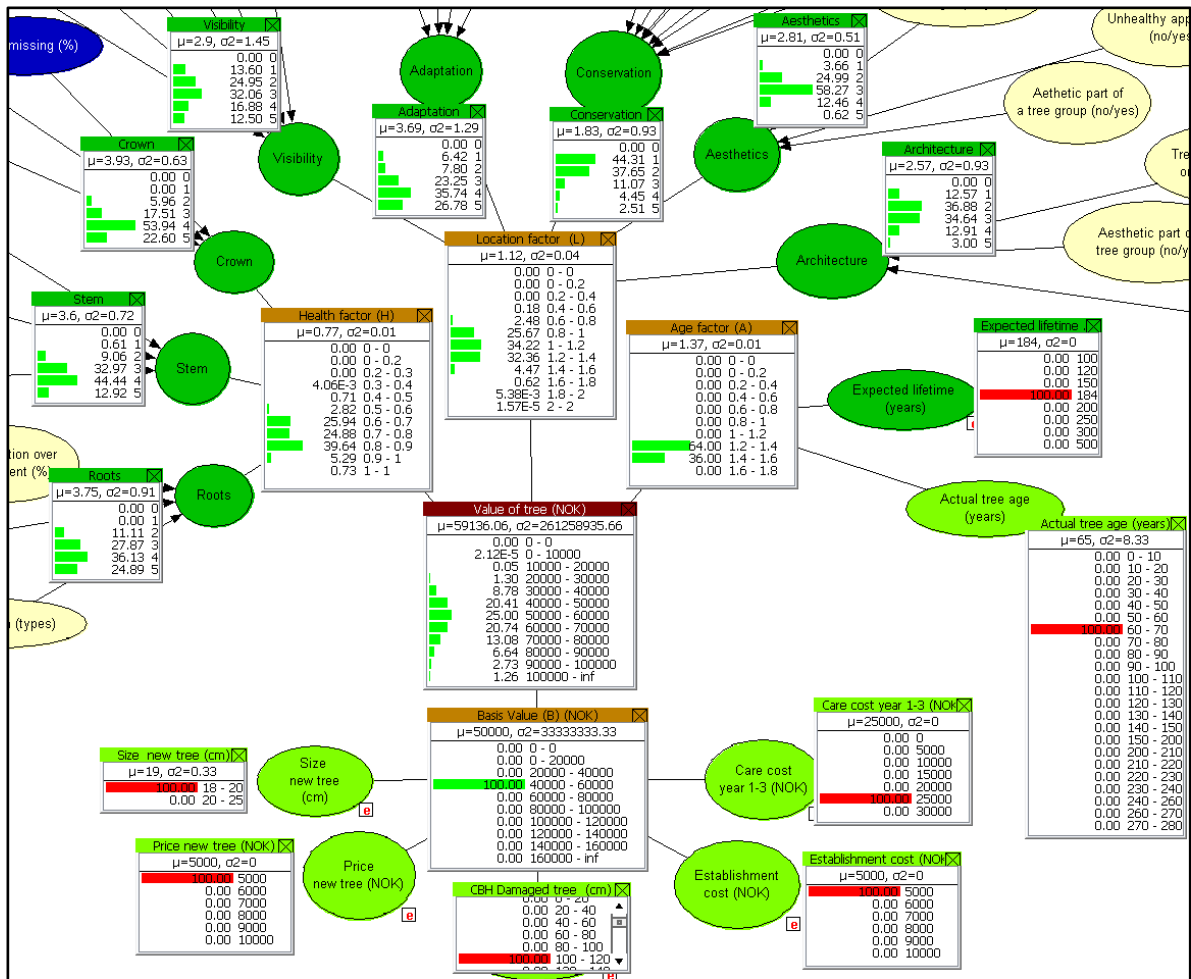 missing (%)
Visibility
μ=2.9, σ2=1.45
0.00 0
13.60 1
24.95 2
32.06 3
16.88 4
12.50 5
Adaptation
Conservation
Aesthetics
μ=2.81, σ2=0.51
0.00 0
3.66 1
24.99 2
58.27 3
12.46 4
0.62 5
Unhealthy app
(no/yes
Aethetic part of
a tree group (no/yes)
Adaptation
μ=3.69, σ2=1.29
0.00 0
6.42 1
7.80 2
23.25 3
35.74 4
26.78 5
Conservation
μ=1.83, σ2=0.93
0.00 0
44.31 1
37.65 2
11.07 3
4.45 4
2.51 5
Visibility
Aesthetics
Crown
μ=3.93, σ2=0.63
0.00 0
0.00 1
5.96 2
17.51 3
53.94 4
22.60 5
Architecture
μ=2.57, σ2=0.93
0.00 0
12.57 1
36.88 2
34.64 3
12.91 4
3.00 5
Tre
or
Aesthetic part o
tree group (no/y
Crown
Architecture
Location factor (L)
μ=1.12, σ2=0.04
0.00 0 - 0
0.00 0 - 0.2
0.00 0.2 - 0.4
0.18 0.4 - 0.6
2.48 0.6 - 0.8
25.67 0.8 - 1
34.22 1 - 1.2
32.36 1.2 - 1.4
4.47 1.4 - 1.6
0.62 1.6 - 1.8
5.38E-3 1.8 - 2
1.57E-5 2 - 2
Stem
μ=3.6, σ2=0.72
0.00 0
0.61 1
9.06 2
32.97 3
44.44 4
12.92 5
Stem
Health factor (H)
μ=0.77, σ2=0.01
0.00 0 - 0
0.00 0 - 0.2
0.00 0.2 - 0.3
4.06E-3 0.3 - 0.4
0.71 0.4 - 0.5
2.82 0.5 - 0.6
25.94 0.6 - 0.7
24.88 0.7 - 0.8
39.64 0.8 - 0.9
5.29 0.9 - 1
0.73 1 - 1
Age factor (A)
μ=1.37, σ2=0.01
0.00 0 - 0
0.00 0 - 0.2
0.00 0.2 - 0.4
0.00 0.4 - 0.6
0.00 0.6 - 0.8
0.00 0.8 - 1
0.00 1 - 1.2
64.00 1.2 - 1.4
36.00 1.4 - 1.6
0.00 1.6 - 1.8
Expected lifetime .
μ=184, σ2=0
0.00 100
0.00 120
0.00 150
100.00 184
0.00 200
0.00 250
0.00 300
0.00 500
Expected lifetime
(years)
tion over
ent (%)
Roots
μ=3.75, σ2=0.91
0.00 0
0.00 1
11.11 2
27.87 3
36.13 4
24.89 5
Roots
n (types)
Actual tree age
(years)
Value of tree (NOK)
μ=59136.06, σ2=261258935.66
0.00 0 - 0
2.12E-5 0 - 10000
0.05 10000 - 20000
1.30 20000 - 30000
8.78 30000 - 40000
20.41 40000 - 50000
25.00 50000 - 60000
20.74 60000 - 70000
13.08 70000 - 80000
6.64 80000 - 90000
2.73 90000 - 100000
1.26 100000 - inf
Actual tree age (years)
μ=65, σ2=8.33
0.00 0 - 10
0.00 10 - 20
0.00 20 - 30
0.00 30 - 40
0.00 40 - 50
0.00 50 - 60
100.00 60 - 70
0.00 70 - 80
0.00 80 - 90
0.00 90 - 100
0.00 100 - 110
0.00 110 - 120
0.00 120 - 130
0.00 130 - 140
0.00 140 - 150
0.00 150 - 200
0.00 200 - 210
0.00 210 - 220
0.00 220 - 230
0.00 230 - 240
0.00 240 - 260
0.00 260 - 270
0.00 270 - 280
Basis Value (B) (NOK)
μ=50000, σ2=33333333.33
0.00 0 - 0
0.00 0 - 20000
0.00 20000 - 40000
100.00 40000 - 60000
0.00 60000 - 80000
0.00 80000 - 100000
0.00 100000 - 120000
0.00 120000 - 140000
0.00 140000 - 160000
0.00 160000 - inf
Size new tree (cm)
μ=19, σ2=0.33
100.00 18 - 20
0.00 20 - 25
Size
new tree
(cm)
e
Care cost
year 1-3 (NOK)
Care cost year 1-3 (NOK
μ=25000, σ2=0
0.00 0
0.00 5000
0.00 10000
0.00 15000
0.00 20000
100.00 25000
0.00 30000
Price new tree (NOK)
μ=5000, σ2=0
100.00 5000
0.00 6000
0.00 7000
0.00 8000
0.00 9000
0.00 10000
Price
new tree (NOK)
e
CBH Damaged tree (cm)
0.00 0 - 20
0.00 20 - 40
0.00 40 - 60
0.00 60 - 80
0.00 80 - 100
100.00 100 - 120
e
Establishment
cost (NOK)
e
Establishment cost (NOK
μ=5000, σ2=0
100.00 5000
0.00 6000
0.00 7000
0.00 8000
0.00 9000
0.00 10000